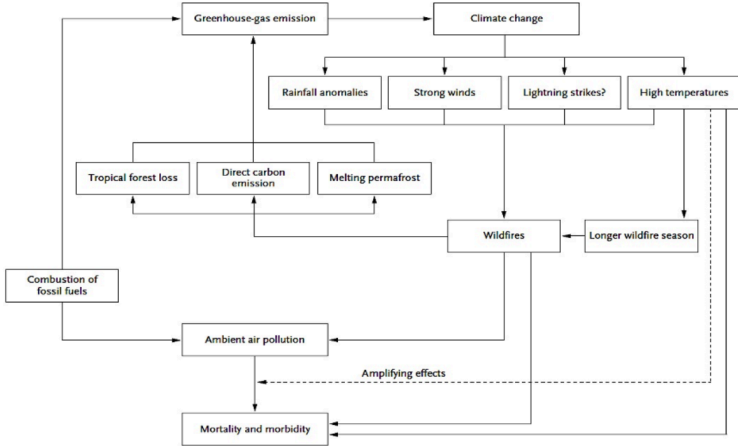 Greenhouse-gas emission
Climate change
Rainfall anomalies
Strong winds
Lightning strikes?
High temperatures
Tropical forest loss
Direct carbon
emission
Melting permafrost
Wildfires
Longer wildfire season
Combustion of
fossil fuels
Ambient air pollution
Amplifying effects
Mortality and morbidity